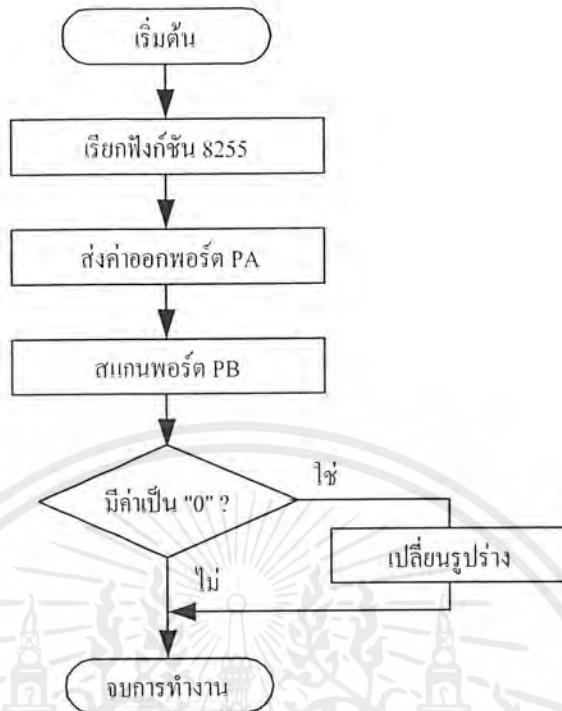 เริ่มต้น
เรียกฟังก์ชัน 8255
ส่งค่าออกพอร์ต PA
สแกนพอร์ต PB
มีค่าเป็น "0" ?
ใช่
เปลี่ยนรูปร่าง
ไม่
จบการทำงาน